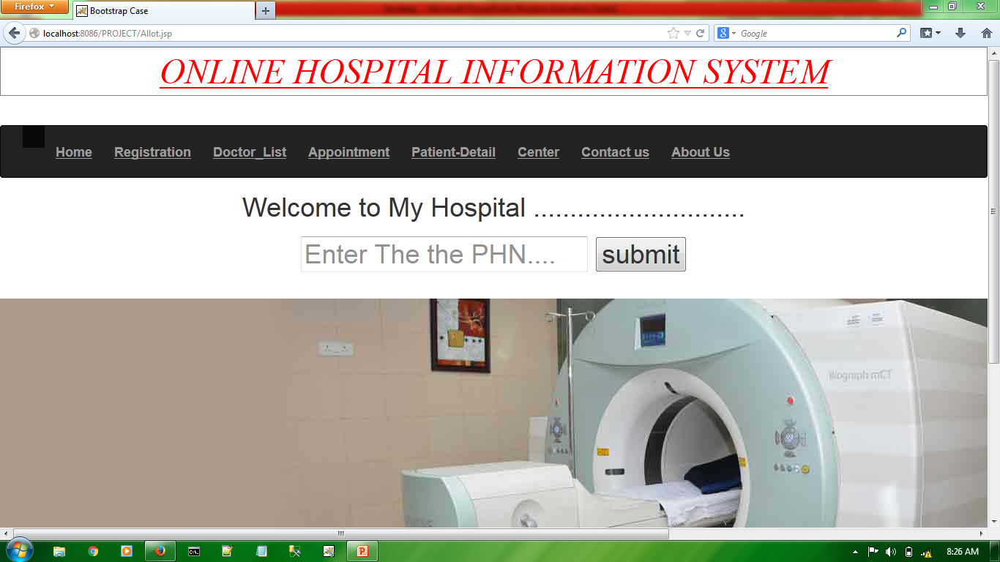 Firefox
Bootstrap Case
localhost:8086/PROJECT/Allot.jsp
Google
ONLINE HOSPITAL INFORMATION SYSTEM
Home Registration Doctor_List Appointment Patient-Detail Center Contact us About Us
Welcome to My Hospital .............................
Enter The the PHN....
submit
Biograph mCT
8:26 AM